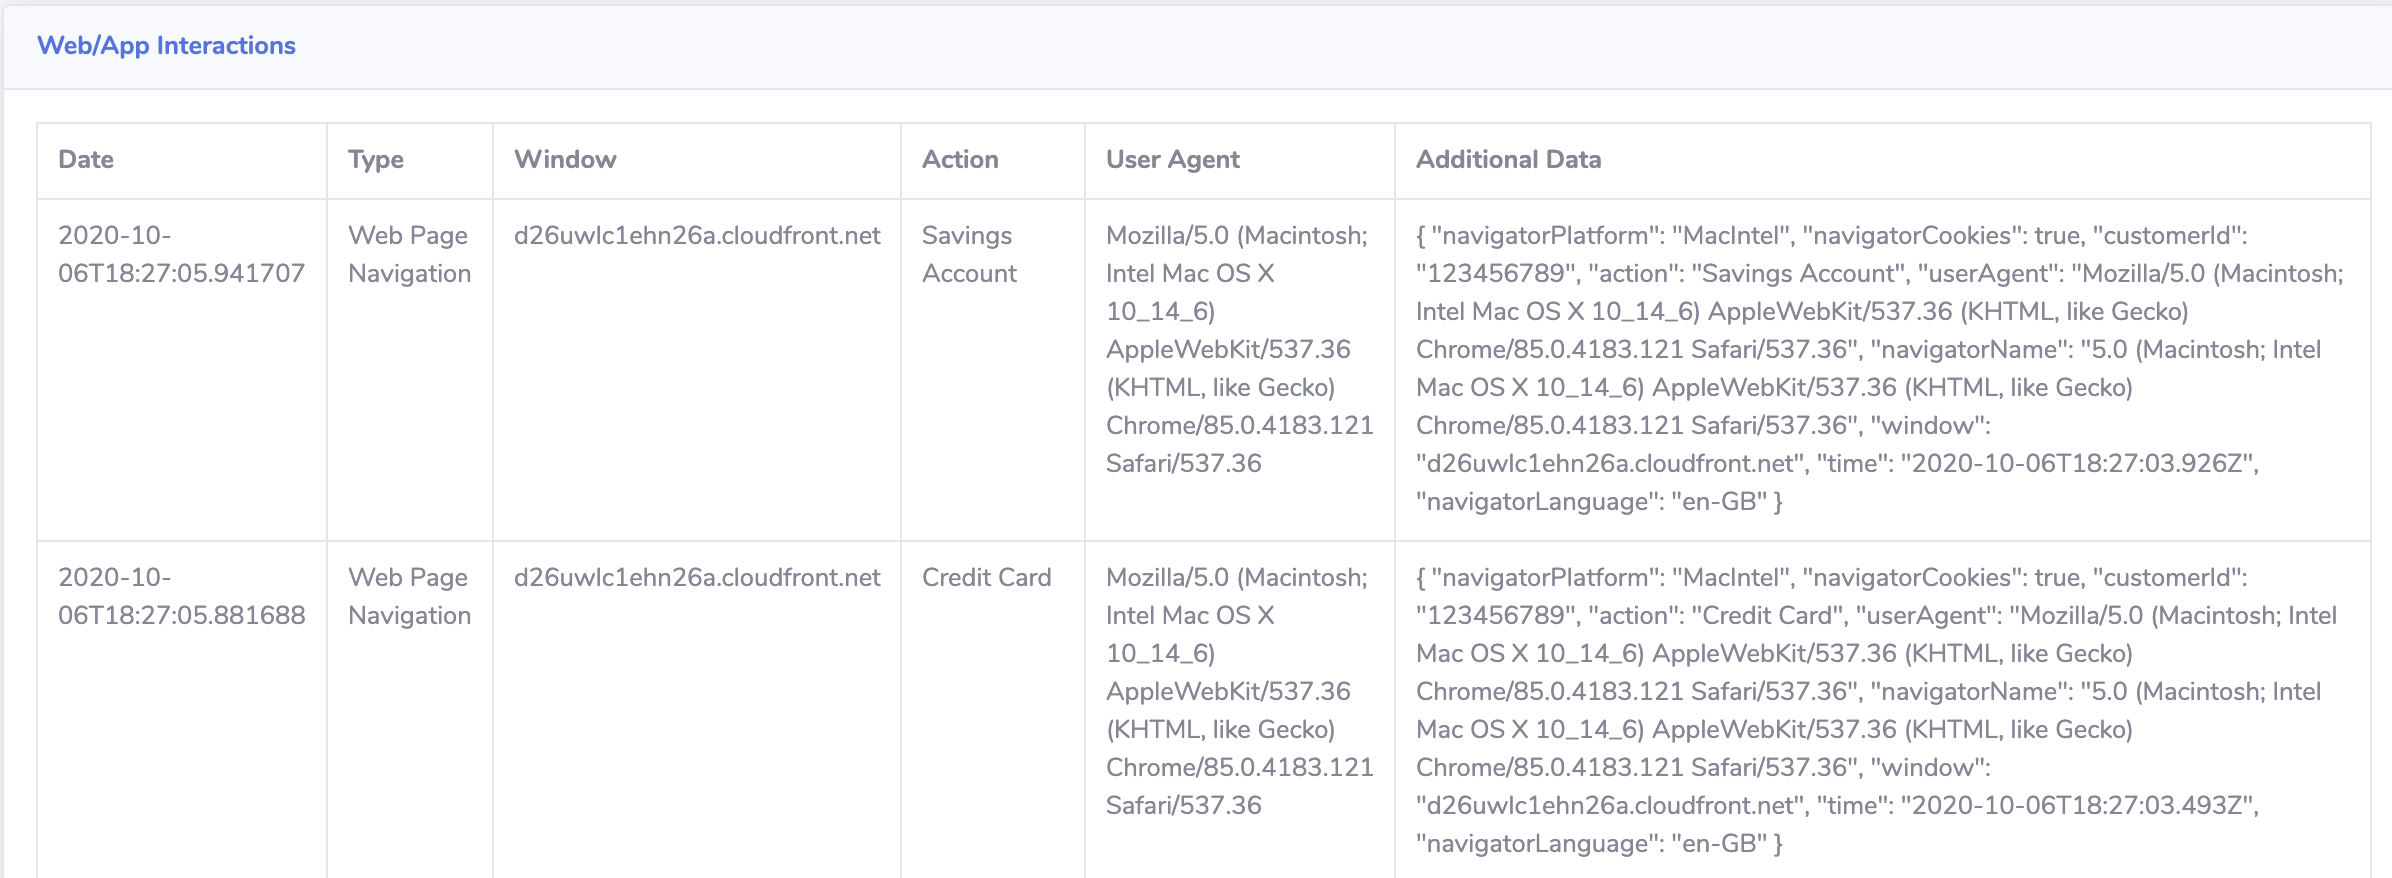 Web/App Interactions
Date Type Window Action User Agent Additional Data
2020-10-
06T18:27:05.941707
Web Page
Navigation
d26uwlc1ehn26a.cloudfront.net
Savings
Account
Mozilla/5.0 (Macintosh;
Intel Mac OS X
10_14_6)
AppleWebKit/537.36
(KHTML, like Gecko)
Chrome/85.0.4183.121
Safari/537.36
{ "navigatorPlatform": "MacIntel", "navigatorCookies": true, "customerId":
"123456789", "action": "Savings Account", "userAgent": "Mozilla/5.0 (Macintosh;
Intel Mac OS X 10_14_6) AppleWebKit/537.36 (KHTML, like Gecko)
Chrome/85.0.4183.121 Safari/537.36", "navigatorName": "5.0 (Macintosh; Intel
Mac OS X 10_14_6) AppleWebKit/537.36 (KHTML, like Gecko)
Chrome/85.0.4183.121 Safari/537.36", "window":
"d26uwlc1ehn26a.cloudfront.net", "time": "2020-10-06T18:27:03.926Z",
"navigatorLanguage": "en-GB" }
2020-10-
06T18:27:05.881688
Web Page
Navigation
d26uwlc1ehn26a.cloudfront.net
Credit Card
Mozilla/5.0 (Macintosh;
Intel Mac OS X
10_14_6)
AppleWebKit/537.36
(KHTML, like Gecko)
Chrome/85.0.4183.121
Safari/537.36
{ "navigatorPlatform": "MacIntel", "navigatorCookies": true, "customerId":
"123456789", "action": "Credit Card", "userAgent": "Mozilla/5.0 (Macintosh; Intel
Mac OS X 10_14_6) AppleWebKit/537.36 (KHTML, like Gecko)
Chrome/85.0.4183.121 Safari/537.36", "navigatorName": "5.0 (Macintosh; Intel
Mac OS X 10_14_6) AppleWebKit/537.36 (KHTML, like Gecko)
Chrome/85.0.4183.121 Safari/537.36", "window":
"d26uwlc1ehn26a.cloudfront.net", "time": "2020-10-06T18:27:03.493Z",
"navigatorLanguage": "en-GB" }